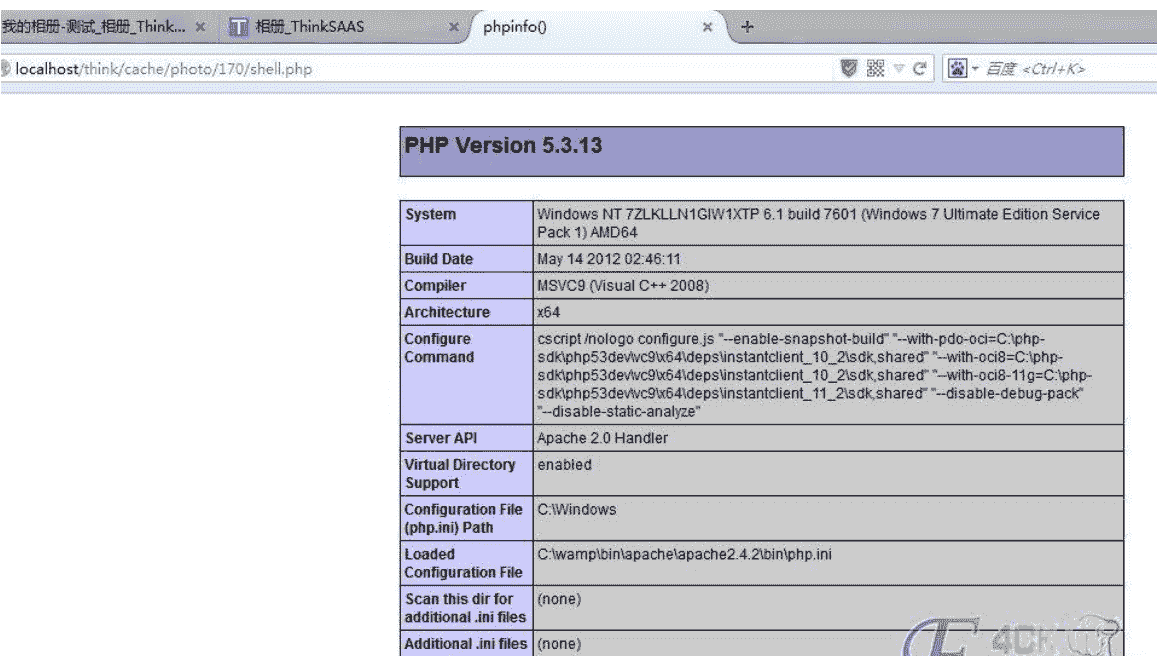 我的相册-测试_相册_Think... × 相册_ThinkSAAS × phpinfo() × +
localhost/think/cache/photo/170/shell.php 百度 <Ctrl+K>
PHP Version 5.3.13
System Windows NT 7ZLKLLN1GIW1XTP 6.1 build 7601 (Windows 7 Ultimate Edition Service
Pack 1) AMD64
Build Date May 14 2012 02:46:11
Compiler MSVC9 (Visual C++ 2008)
Architecture x64
Configure cscript /nologo configure.js "--enable-snapshot-build" "--with-pdo-oci=C:\php-
Command sdk\php53dev\vc9\x64\deps\instantclient_10_2\sdk,shared" "--with-oci8=C:\php-
sdk\php53dev\vc9\x64\deps\instantclient_10_2\sdk,shared" "--with-oci8-11g=C:\php-
sdk\php53dev\vc9\x64\deps\instantclient_11_2\sdk,shared" "--disable-debug-pack"
"--disable-static-analyze"
Server API Apache 2.0 Handler
Virtual Directory enabled
Support
Configuration File C:\Windows
(php.ini) Path
Loaded C:\wamp\bin\apache\apache2.4.2\bin\php.ini
Configuration File
Scan this dir for (none)
additional .ini files
Additional .ini files (none)